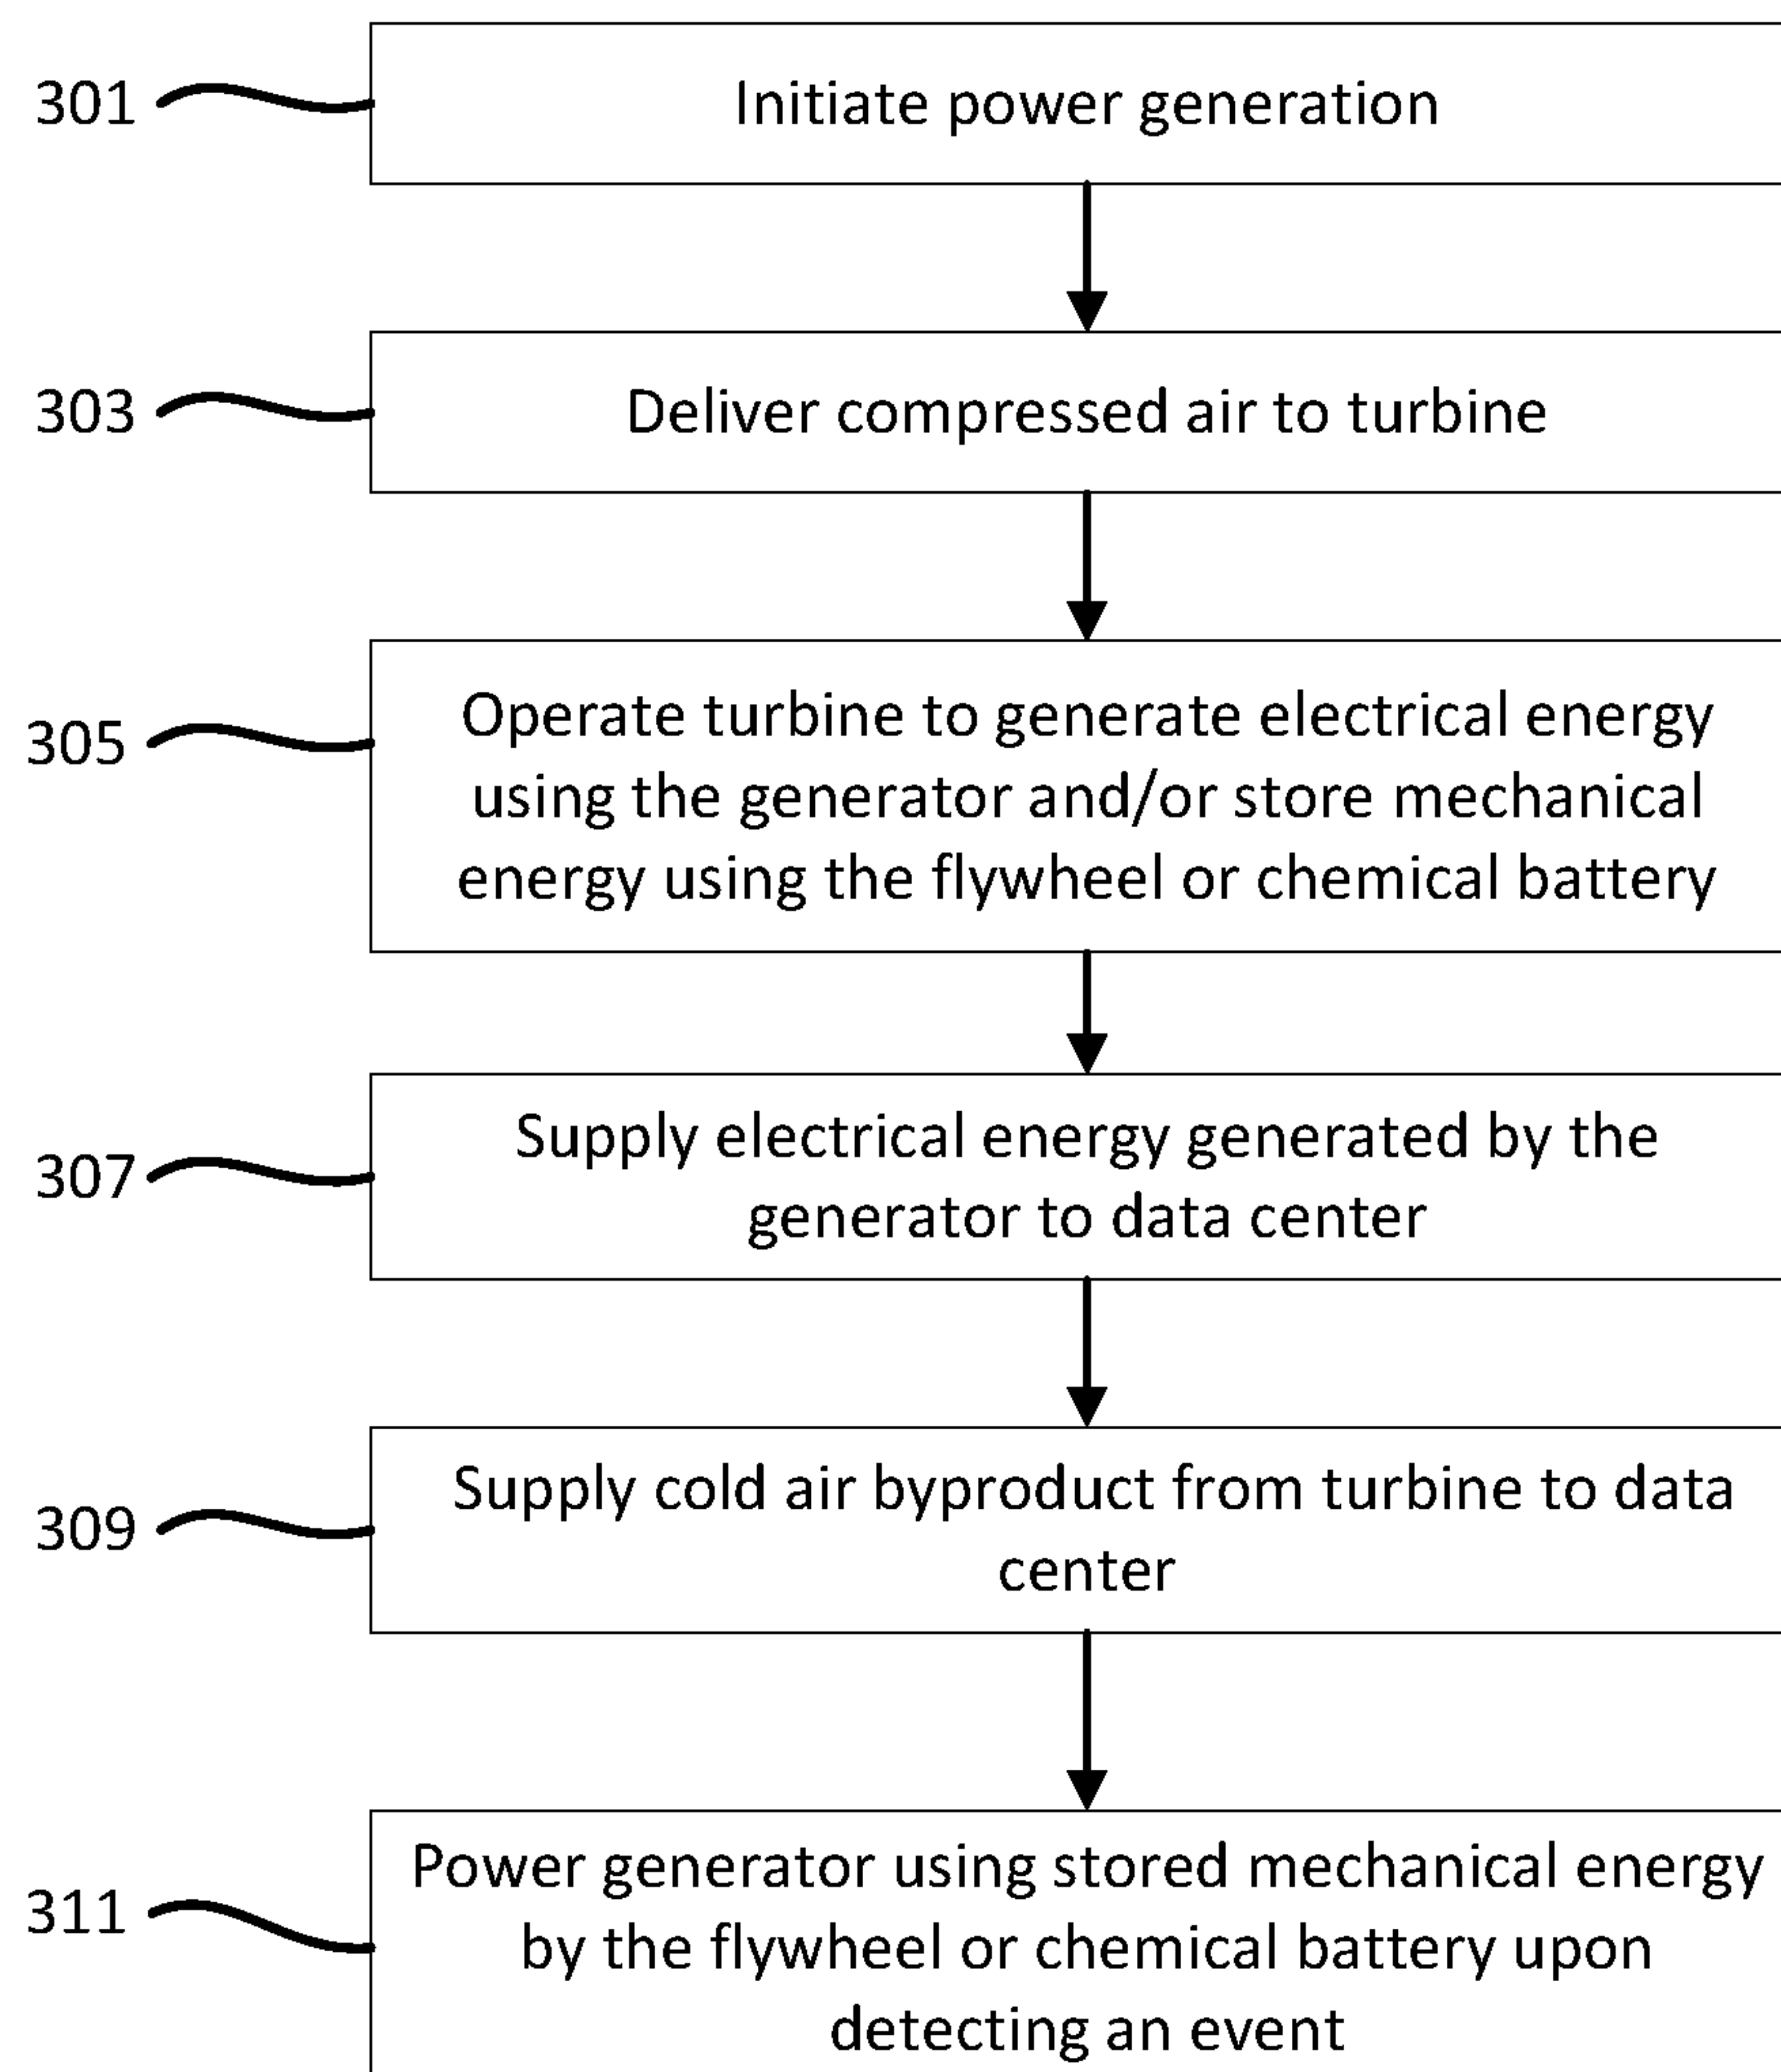 301
Initiate power generation
303
Deliver compressed air to turbine
305
Operate turbine to generate electrical energy
using the generator and/or store mechanical
energy using the flywheel or chemical battery
307
Supply electrical energy generated by the
generator to data center
309
Supply cold air byproduct from turbine to data
center
311
Power generator using stored mechanical energy
by the flywheel or chemical battery upon
detecting an event